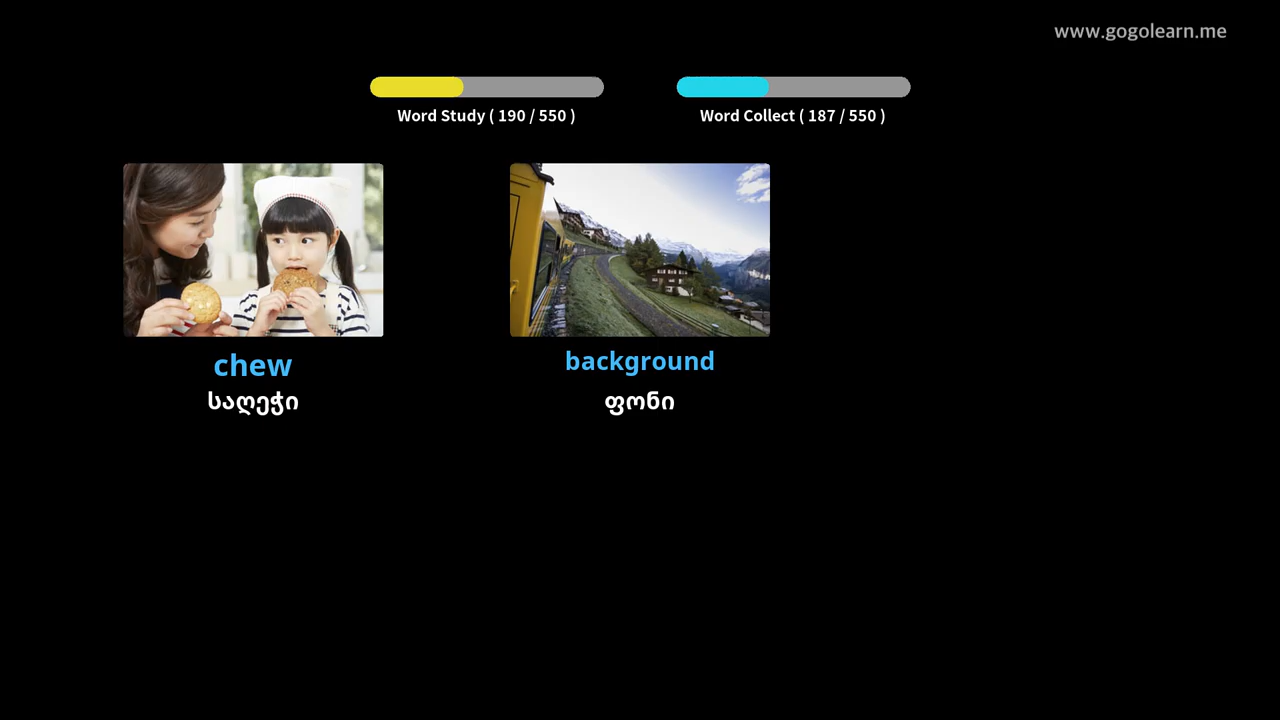 www.gogolearn.me
Word Study ( 190 / 550 )
Word Collect ( 187 / 550 )
chew
საღეჭი
background
ფონი